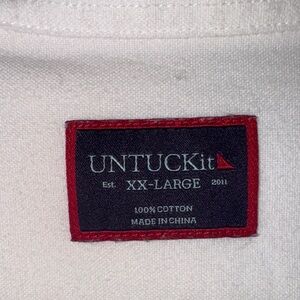 UNTUCKit
Est. XX-LARGE 2011
100% COTTON
MADE IN CHINA